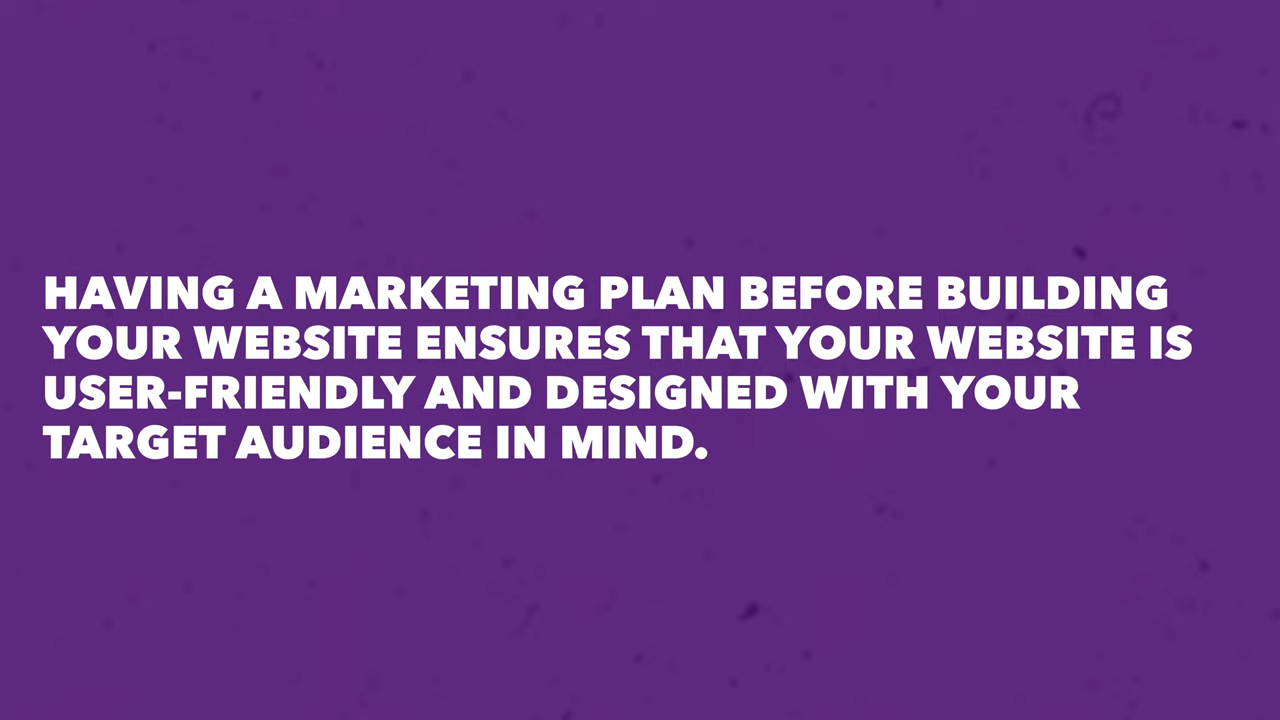 HAVING A MARKETING PLAN BEFORE BUILDING
YOUR WEBSITE ENSURES THAT YOUR WEBSITE IS
USER-FRIENDLY AND DESIGNED WITH YOUR
TARGET AUDIENCE IN MIND.